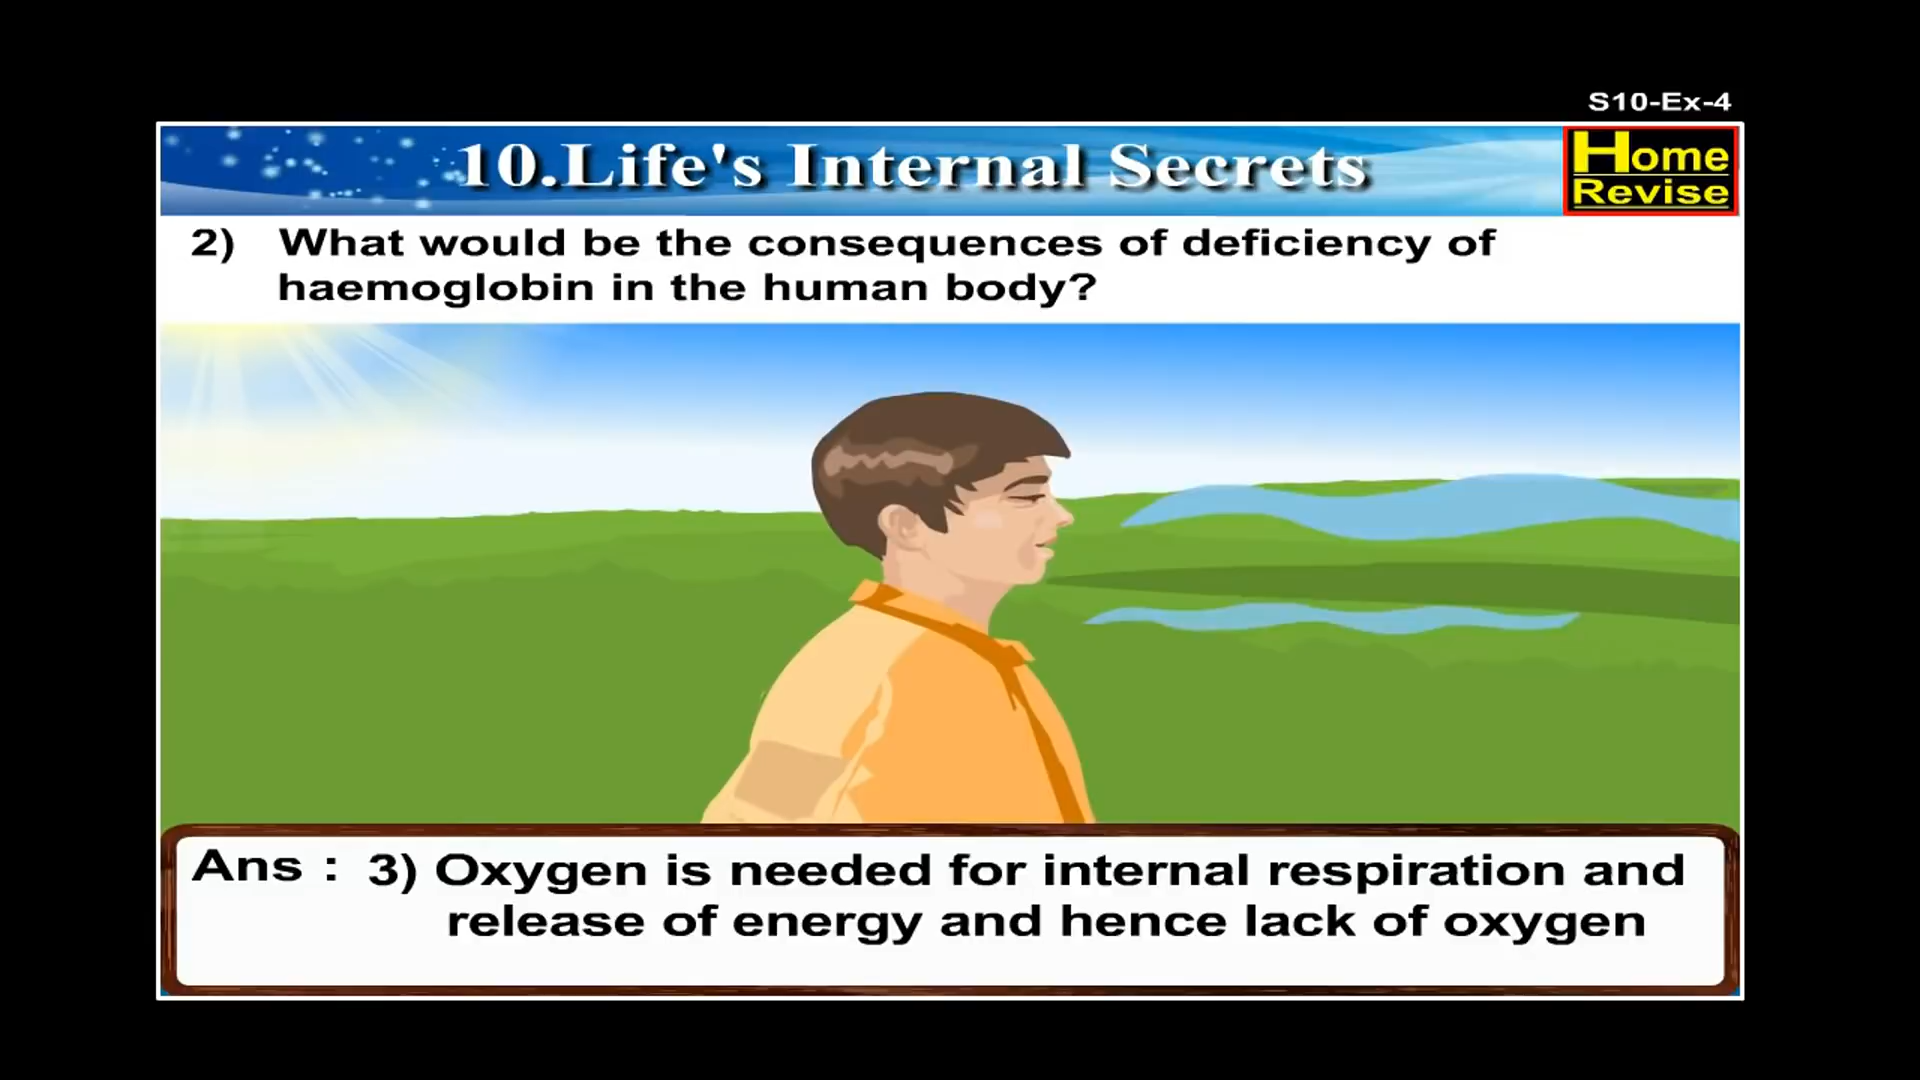 S10-Ex-4
10.Life's Internal Secrets
Home
Revise
2) What would be the consequences of deficiency of
haemoglobin in the human body?
Ans : 3) Oxygen is needed for internal respiration and
release of energy and hence lack of oxygen